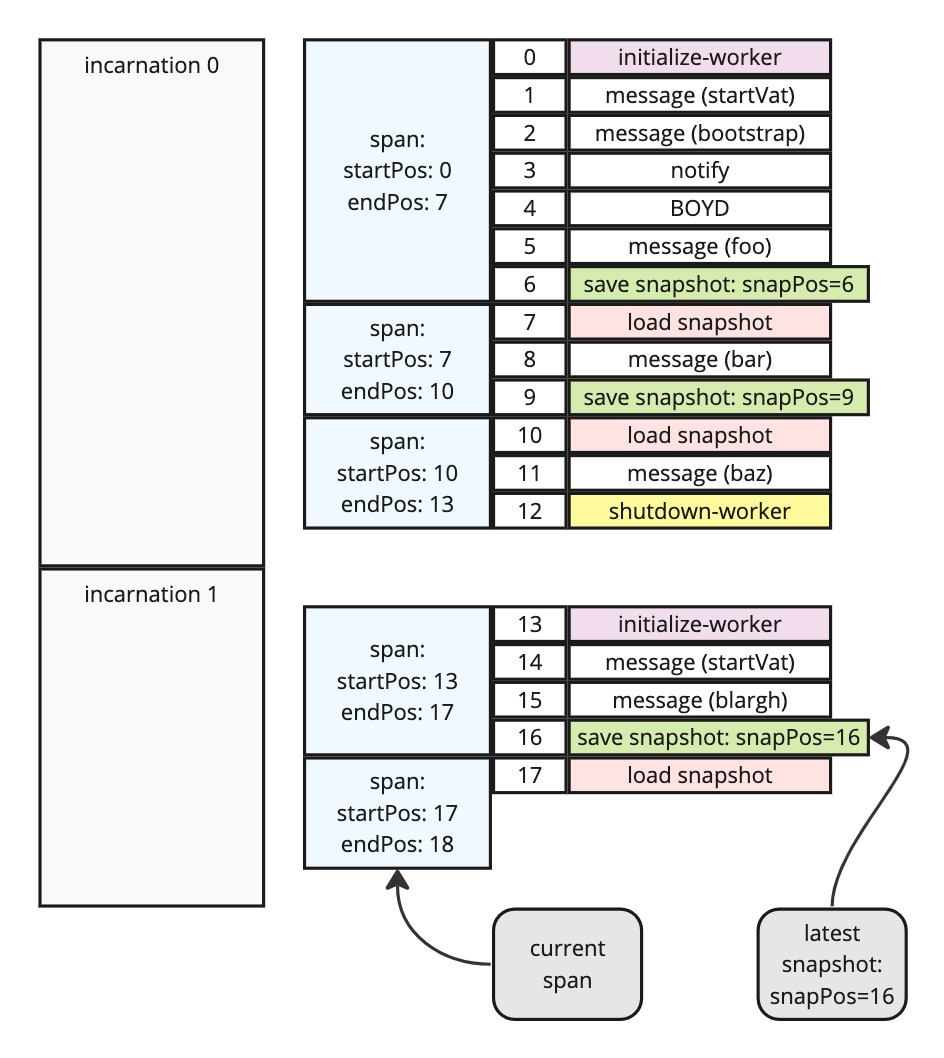 incarnation 0
span:
startPos: 0
endPos: 7
0 initialize-worker
1 message (startVat)
2 message (bootstrap)
3 notify
4 BOYD
5 message (foo)
6 save snapshot: snapPos=6
span:
startPos: 7
endPos: 10
7 load snapshot
8 message (bar)
9 save snapshot: snapPos=9
span:
startPos: 10
endPos: 13
10 load snapshot
11 message (baz)
12 shutdown-worker
incarnation 1
span:
startPos: 13
endPos: 17
13 initialize-worker
14 message (startVat)
15 message (blargh)
16 save snapshot: snapPos=16
span:
startPos: 17
endPos: 18
17 load snapshot
current
span
latest
snapshot:
snapPos=16